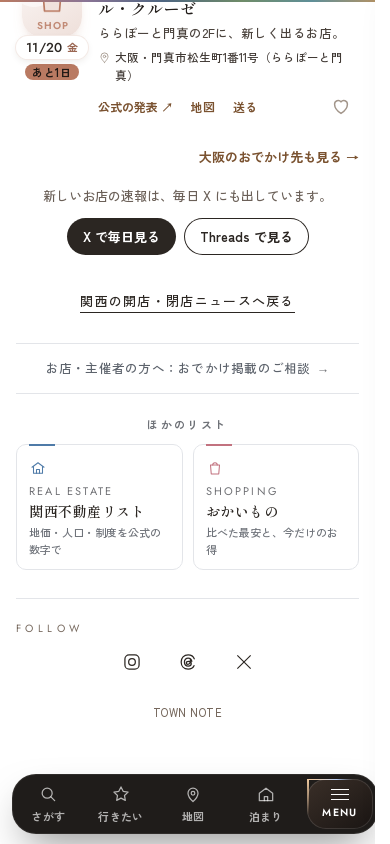 ル・クルーゼ
SHOP
11/20 金
あと1日
ららぽーと門真の2Fに、新しく出るお店。
大阪・門真市松生町1番11号（ららぽーと門
真）
公式の発表 ↗ 地図 送る
大阪のおでかけ先も見る →
新しいお店の速報は、毎日 X にも出しています。
X で毎日見る Threads で見る
関西の開店・閉店ニュースへ戻る
お店・主催者の方へ：おでかけ掲載のご相談 →
ほかのリスト
REAL ESTATE
関西不動産リスト
地価・人口・制度を公式の
数字で
SHOPPING
おかいもの
比べた最安と、今だけのお
得
FOLLOW
TOWN NOTE
さがす 行きたい 地図 泊まり MENU